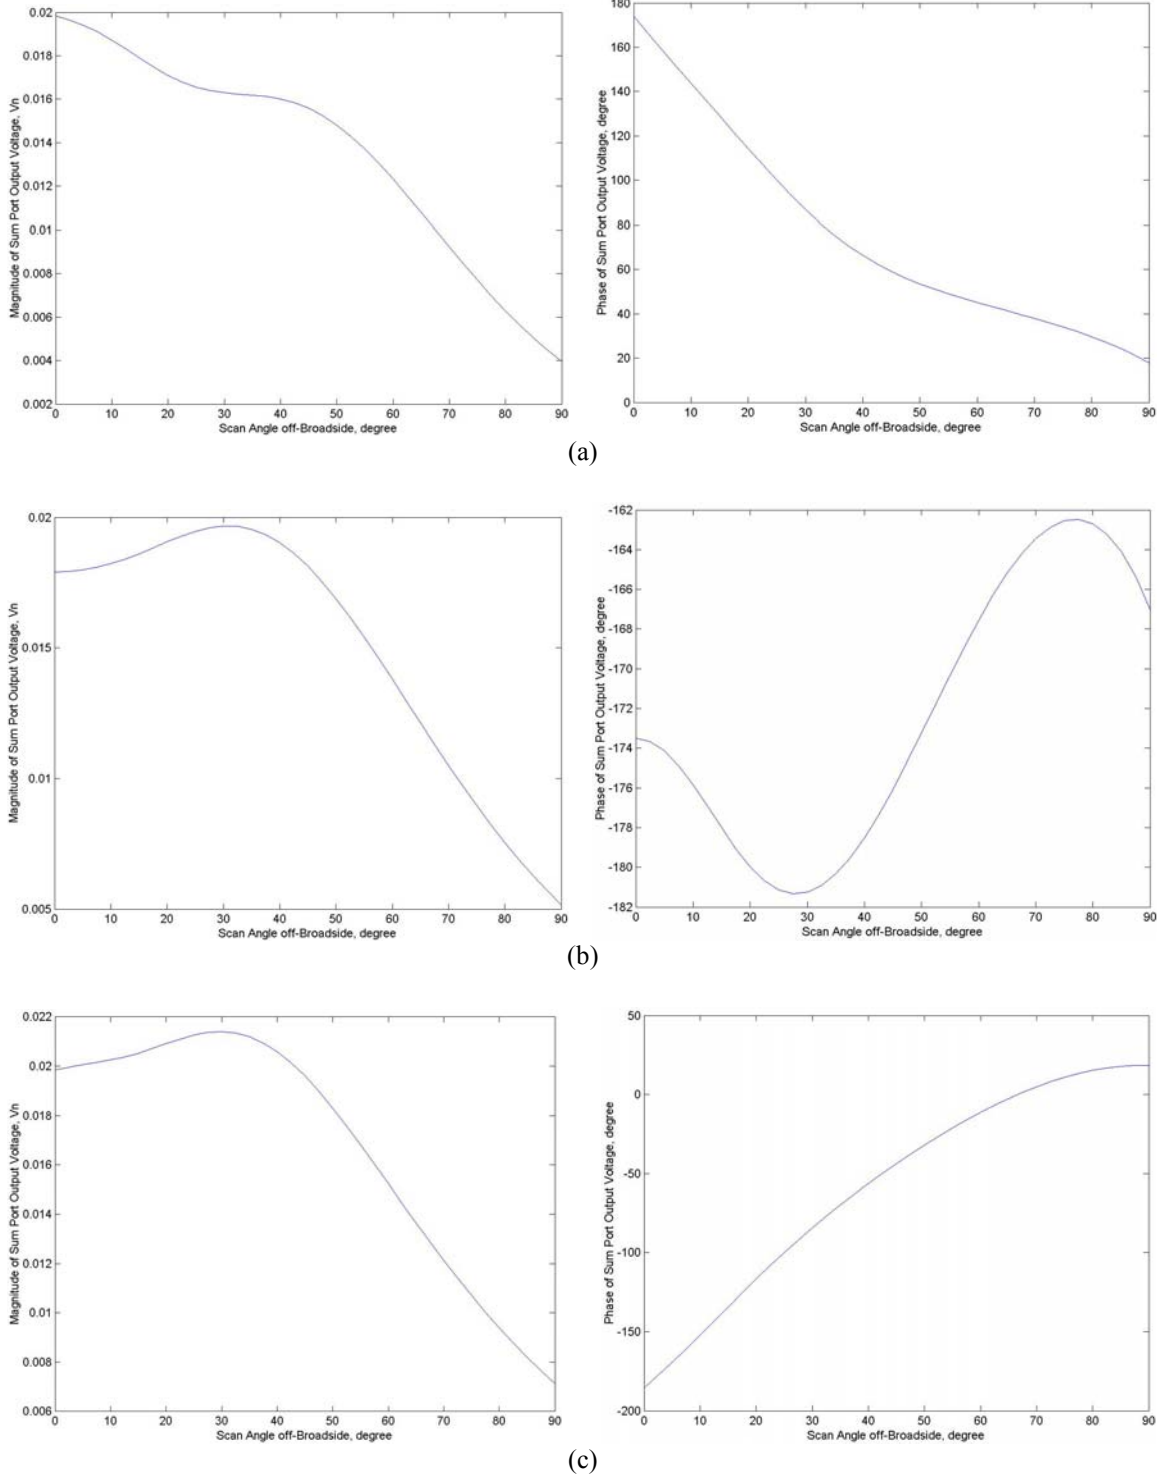 Magnitude of Sum Port Output Voltage, Vn
0.02
0.018
0.016
0.014
0.012
0.01
0.008
0.006
0.004
0.002
0 10 20 30 40 50 60 70 80 90
Scan Angle off-Broadside, degree
Phase of Sum Port Output Voltage, degree
180
160
140
120
100
80
60
40
20
0
0 10 20 30 40 50 60 70 80 90
Scan Angle off-Broadside, degree
(a)
Magnitude of Sum Port Output Voltage, Vn
0.02
0.015
0.01
0.005
0 10 20 30 40 50 60 70 80 90
Scan Angle off-Broadside, degree
Phase of Sum Port Output Voltage, degree
-162
-164
-166
-168
-170
-172
-174
-176
-178
-180
-182
0 10 20 30 40 50 60 70 80 90
Scan Angle off-Broadside, degree
(b)
Magnitude of Sum Port Output Voltage, Vn
0.022
0.02
0.018
0.016
0.014
0.012
0.01
0.008
0.006
0 10 20 30 40 50 60 70 80 90
Scan Angle off-Broadside, degree
Phase of Sum Port Output Voltage, degree
50
0
-50
-100
-150
-200
0 10 20 30 40 50 60 70 80 90
Scan Angle off-Broadside, degree
(c)